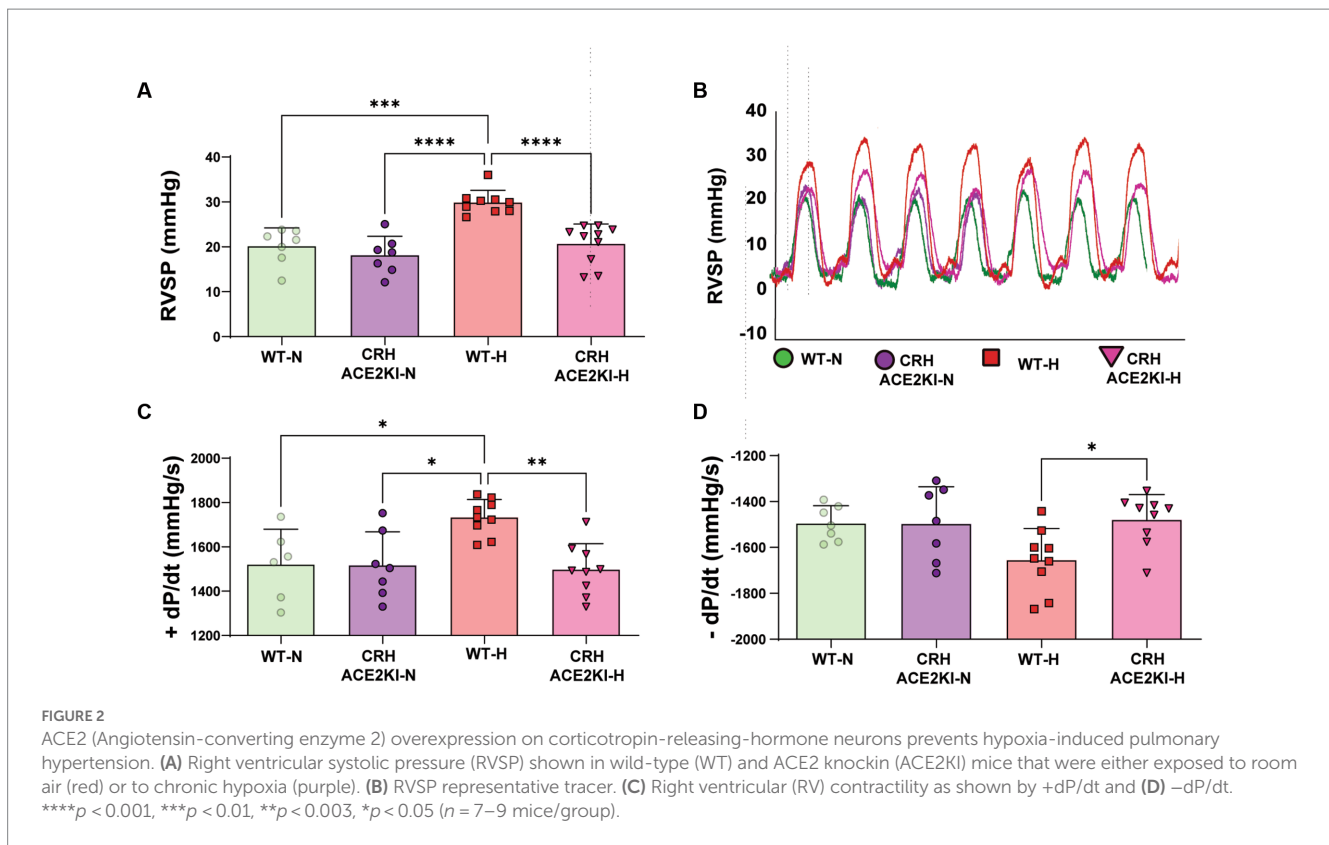 A
***
****
****
RVSP (mmHg)
40
30
20
10
0
WT-N
CRH
ACE2KI-N
WT-H
CRH
ACE2KI-H
B
RVSP (mmHg)
40
30
20
10
0
-10
WT-N
CRH
ACE2KI-N
WT-H
CRH
ACE2KI-H
C
*
*
**
+ dP/dt (mmHg/s)
2000
1800
1600
1400
1200
WT-N
CRH
ACE2KI-N
WT-H
CRH
ACE2KI-H
D
*
- dP/dt (mmHg/s)
-1200
-1400
-1600
-1800
-2000
WT-N
CRH
ACE2KI-N
WT-H
CRH
ACE2KI-H
FIGURE 2
ACE2 (Angiotensin-converting enzyme 2) overexpression on corticotropin-releasing-hormone neurons prevents hypoxia-induced pulmonary
hypertension. (A) Right ventricular systolic pressure (RVSP) shown in wild-type (WT) and ACE2 knockin (ACE2KI) mice that were either exposed to room
air (red) or to chronic hypoxia (purple). (B) RVSP representative tracer. (C) Right ventricular (RV) contractility as shown by +dP/dt and (D) −dP/dt.
****p < 0.001, ***p < 0.01, **p < 0.003, *p < 0.05 (n = 7–9 mice/group).